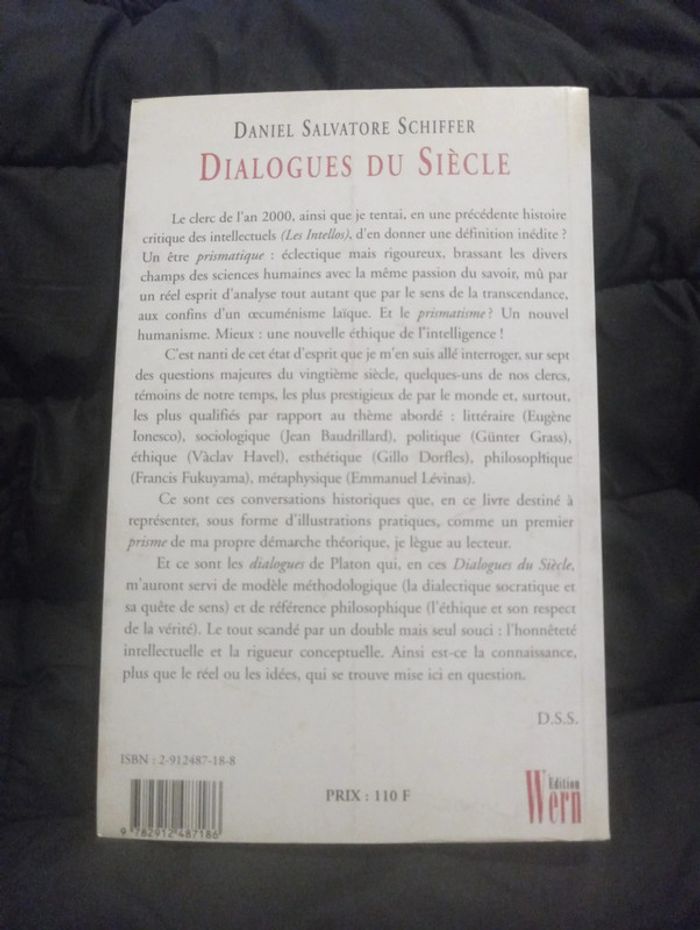 DANIEL SALVATORE SCHIFFER
DIALOGUES DU SIÈCLE
Le clerc de l'an 2000, ainsi que je tentai, en une précédente histoire
critique des intellectuels (Les Intellos), d'en donner une définition inédite ?
Un être prismatique : éclectique mais rigoureux, brassant les divers
champs des sciences humaines avec la même passion du savoir, mû par
un réel esprit d'analyse tout autant que par le sens de la transcendance,
aux confins d'un œcuménisme laïque. Et le prismatisme ? Un nouvel
humanisme. Mieux : une nouvelle éthique de l'intelligence !
C'est nanti de cet état d'esprit que je m'en suis allé interroger, sur sept
des questions majeures du vingtième siècle, quelques-uns de nos clercs,
témoins de notre temps, les plus prestigieux de par le monde et, surtout,
les plus qualifiés par rapport au thème abordé : littéraire (Eugène
Ionesco), sociologique (Jean Baudrillard), politique (Günter Grass),
éthique (Vàclav Havel), esthétique (Gillo Dorfles), philosophique
(Francis Fukuyama), métaphysique (Emmanuel Lévinas).
Ce sont ces conversations historiques que, en ce livre destiné à
représenter, sous forme d'illustrations pratiques, comme un premier
prisme de ma propre démarche théorique, je lègue au lecteur.
Et ce sont les dialogues de Platon qui, en ces Dialogues du Siècle,
m'auront servi de modèle méthodologique (la dialectique socratique et
sa quête de sens) et de référence philosophique (l'éthique et son respect
de la vérité). Le tout scandé par un double mais seul souci : l'honnêteté
intellectuelle et la rigueur conceptuelle. Ainsi est-ce la connaissance,
plus que le réel ou les idées, qui se trouve mise ici en question.
D.S.S.
ISBN : 2-912487-18-8
9 782912 487186
PRIX : 110 F
Edition
Wern